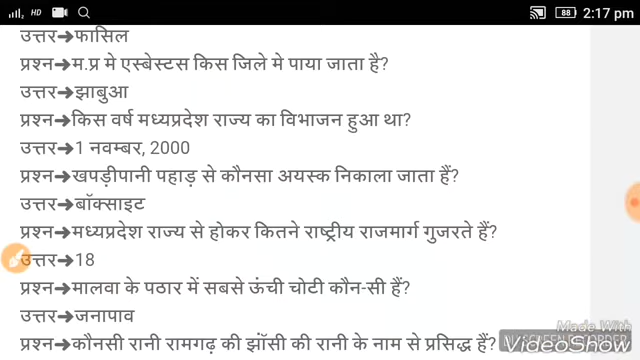 HD 88 2:17 pm
उत्तर→फासिल
प्रश्न→म.प्र मे एस्बेस्टस किस जिले मे पाया जाता है?
उत्तर→झाबुआ
प्रश्न→किस वर्ष मध्यप्रदेश राज्य का विभाजन हुआ था?
उत्तर→1 नवम्बर, 2000
प्रश्न→खपड़ीपानी पहाड़ से कौनसा अयस्क निकाला जाता हैं?
उत्तर→बॉक्साइट
प्रश्न→मध्यप्रदेश राज्य से होकर कितने राष्ट्रीय राजमार्ग गुजरते हैं?
उत्तर→18
प्रश्न→मालवा के पठार में सबसे ऊंची चोटी कौन-सी हैं?
उत्तर→जनापाव
Made With
VideoShow
प्रश्न→कौनसी रानी रामगढ़ की झाॅंसी की रानी के नाम से प्रसिद्ध हैं?